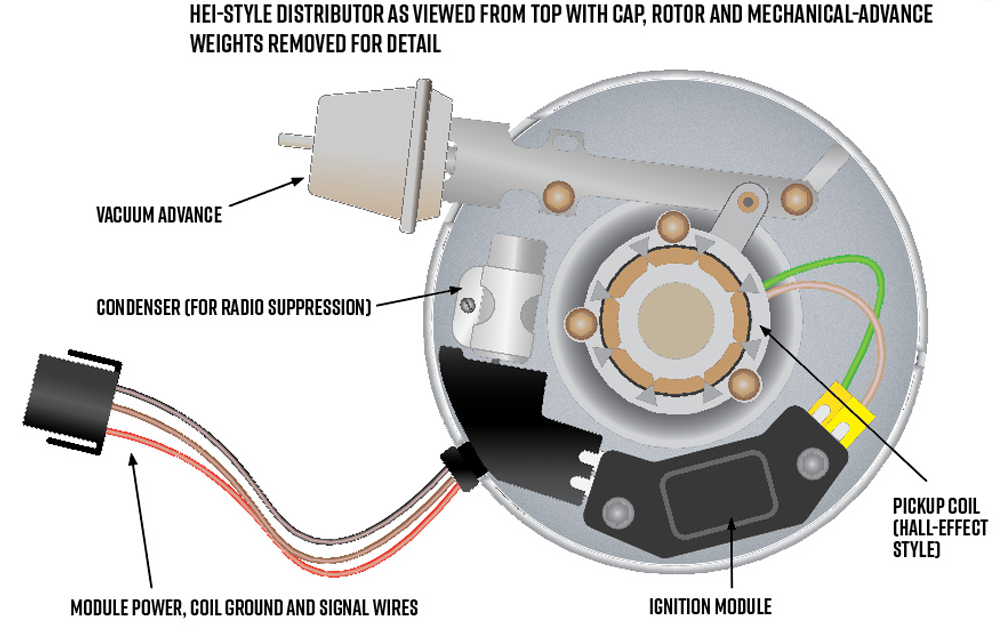 HEI-STYLE DISTRIBUTOR AS VIEWED FROM TOP WITH CAP, ROTOR AND MECHANICAL-ADVANCE
WEIGHTS REMOVED FOR DETAIL
VACUUM ADVANCE
CONDENSER (FOR RADIO SUPPRESSION)
PICKUP COIL
(HALL-EFFECT
STYLE)
MODULE POWER, COIL GROUND AND SIGNAL WIRES
IGNITION MODULE